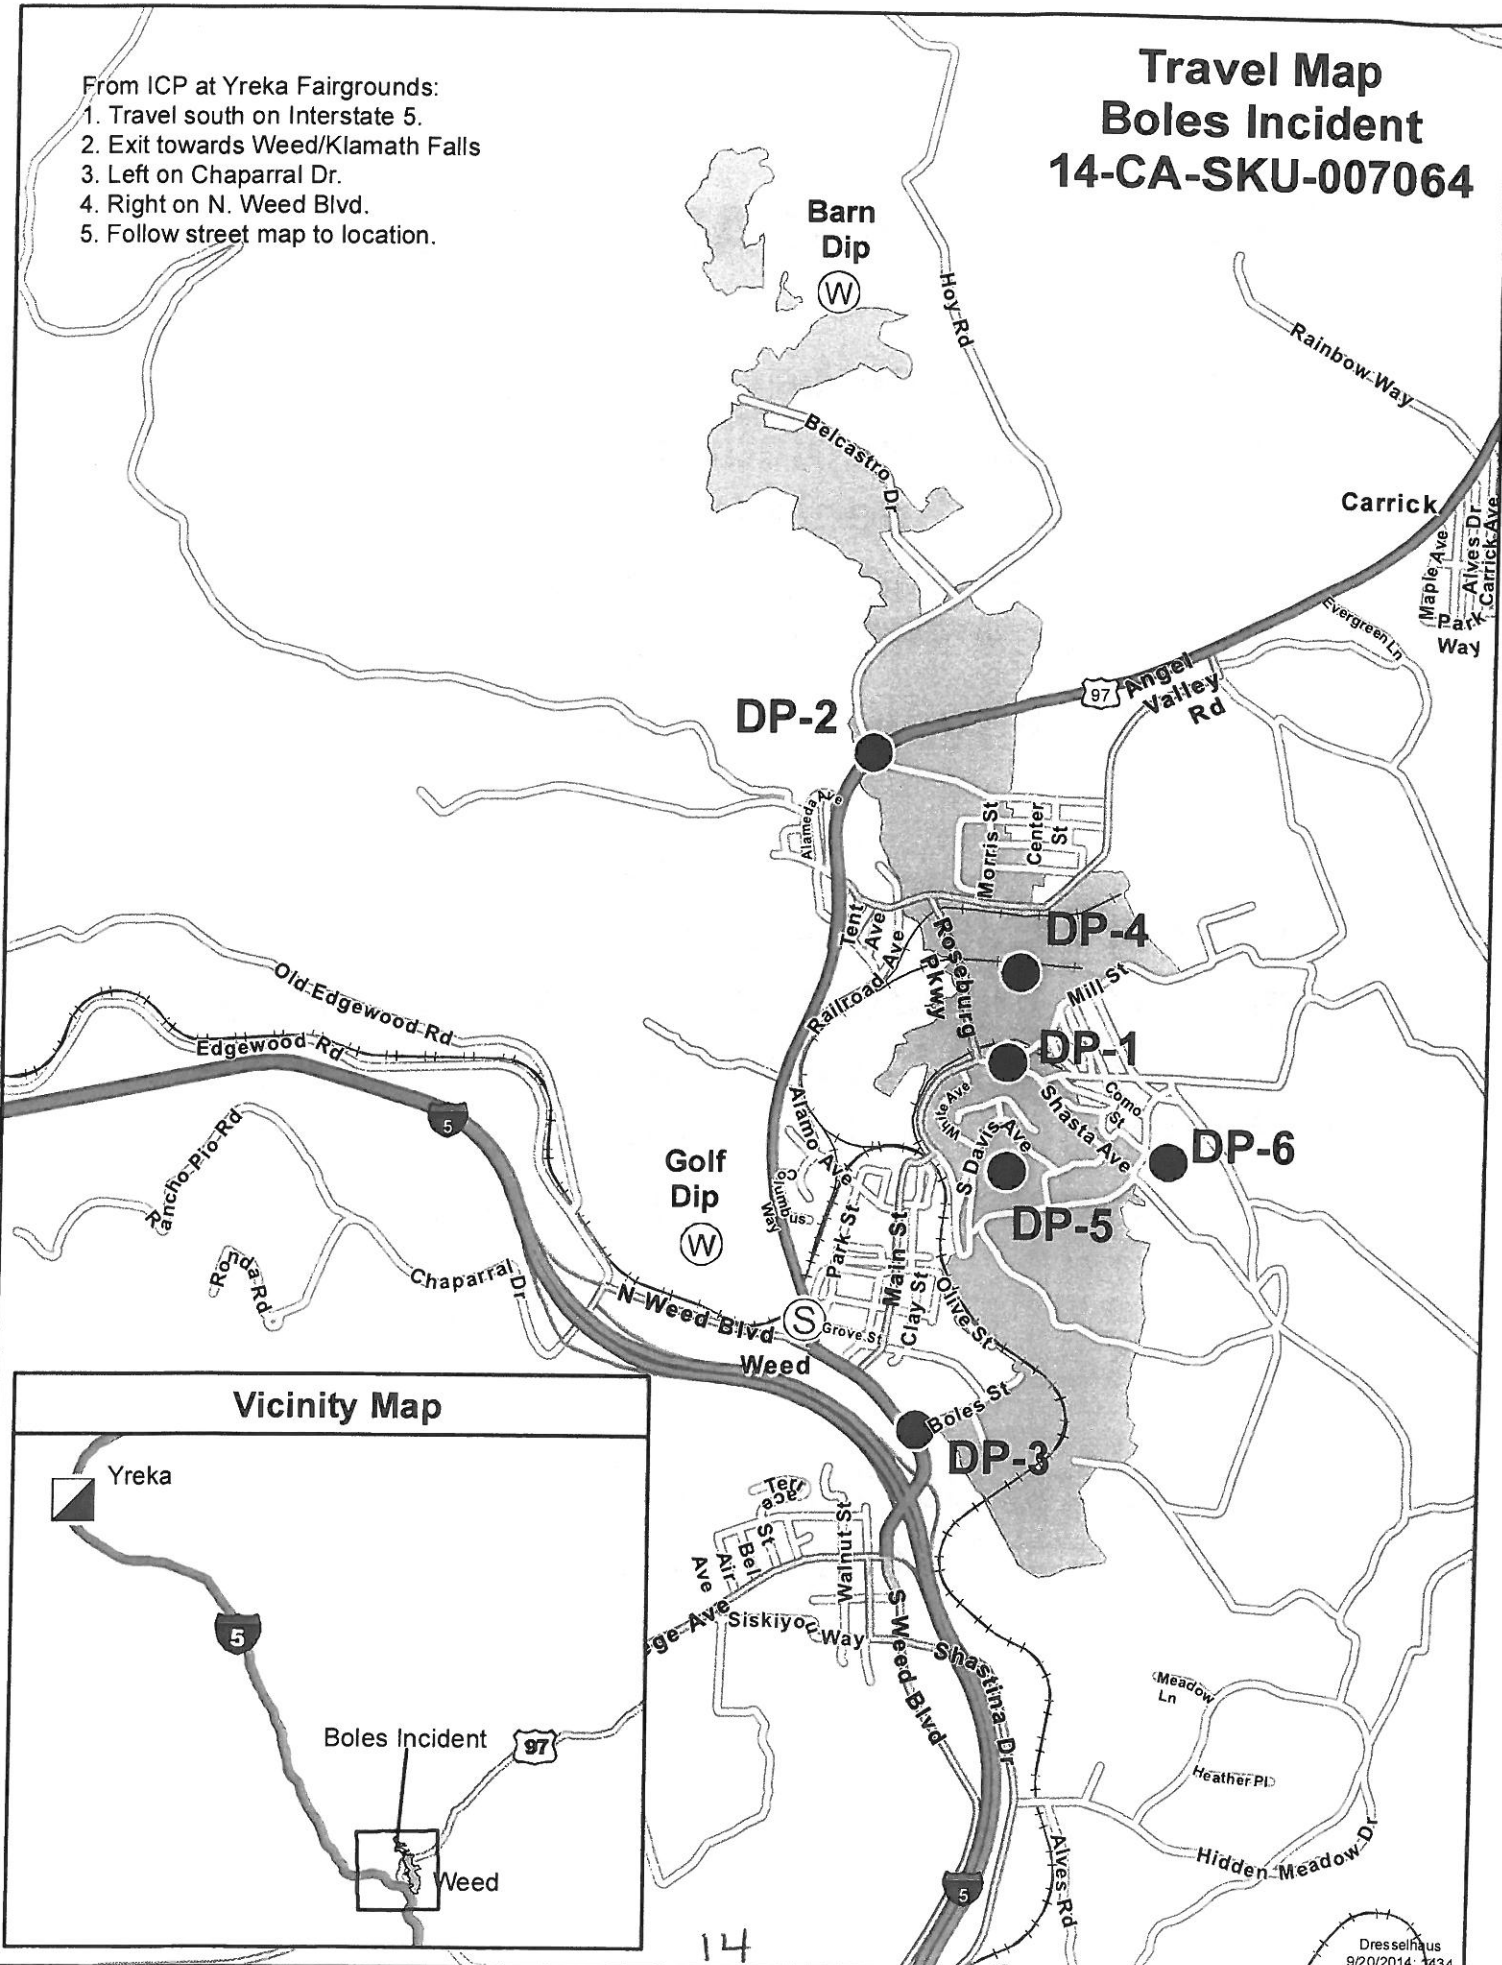 From ICP at Yreka Fairgrounds:
1. Travel south on Interstate 5.
2. Exit towards Weed/Klamath Falls
3. Left on Chaparral Dr.
4. Right on N. Weed Blvd.
5. Follow street map to location.
Travel Map
Boles Incident
14-CA-SKU-007064
Barn
Dip
W
Hoy Rd
Rainbow Way
Belcastro Dr
Carrick
Maple Ave
Alves Dr
Carrick Ave
Park
Way
Evergreen Ln
97
Angel
Valley
Rd
DP-2
Alameda Ave
Morris St
Center
St
Tent
Ave
Railroad Ave
Roseburg
Pkwy
DP-4
Mill St
Old Edgewood Rd
Edgewood Rd
5
DP-1
White Ave
Como
St
Shasta Ave
Alamo Ave
S Davis Ave
DP-6
Rancho Pio Rd
Golf
Dip
W
Columbus
Way
Park St
Main St
DP-5
Ronda Rd
Chaparral Dr
N Weed Blvd
S
Grove St
Clay St
Olive St
Weed
Boles St
DP-3
Vicinity Map
Yreka
5
Boles Incident
97
Weed
Terrace
St
Bel
Air
Ave
Walnut St
ege Ave
Siskiyou Way
S Weed Blvd
Shastina Dr
Meadow
Ln
Heather Pl
Hidden Meadow Dr
Alves Rd
5
14
Dresselhaus
9/20/2014: 1434